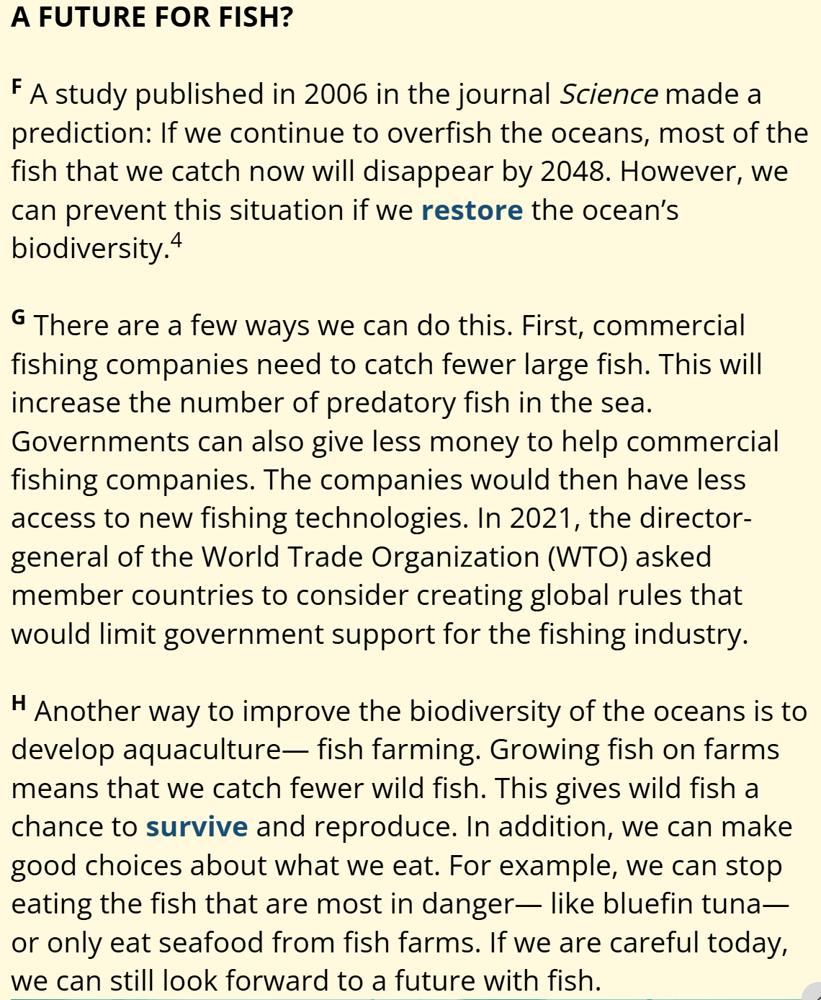 A FUTURE FOR FISH?
F A study published in 2006 in the journal Science made a
prediction: If we continue to overfish the oceans, most of the
fish that we catch now will disappear by 2048. However, we
can prevent this situation if we restore the ocean’s
biodiversity.4
G There are a few ways we can do this. First, commercial
fishing companies need to catch fewer large fish. This will
increase the number of predatory fish in the sea.
Governments can also give less money to help commercial
fishing companies. The companies would then have less
access to new fishing technologies. In 2021, the director-
general of the World Trade Organization (WTO) asked
member countries to consider creating global rules that
would limit government support for the fishing industry.
H Another way to improve the biodiversity of the oceans is to
develop aquaculture— fish farming. Growing fish on farms
means that we catch fewer wild fish. This gives wild fish a
chance to survive and reproduce. In addition, we can make
good choices about what we eat. For example, we can stop
eating the fish that are most in danger— like bluefin tuna—
or only eat seafood from fish farms. If we are careful today,
we can still look forward to a future with fish.